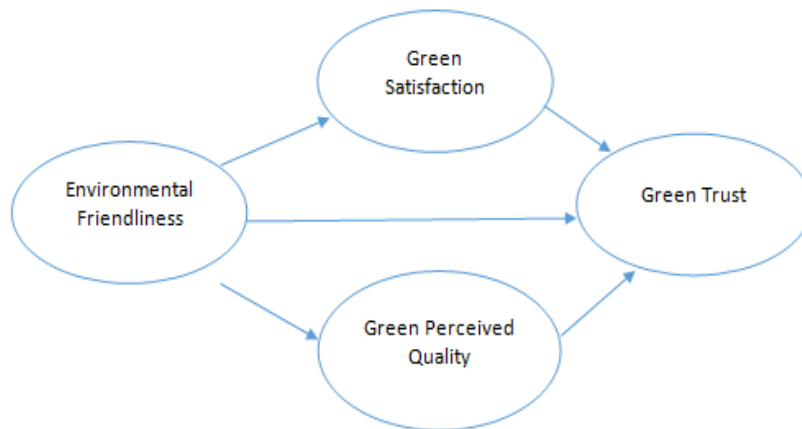 Green
Satisfaction
Environmental
Friendliness
Green Trust
Green Perceived
Quality